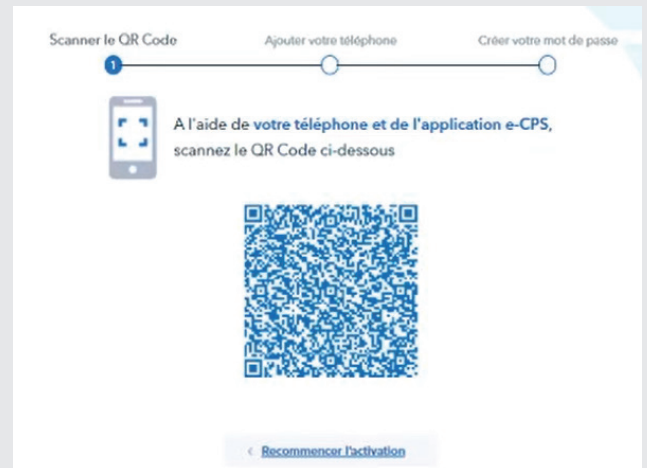 Scanner le QR Code
Ajouter votre téléphone
Créer votre mot de passe
1
A l'aide de votre téléphone et de l'application e-CPS,
scannez le QR Code ci-dessous
< Recommencer l'activation